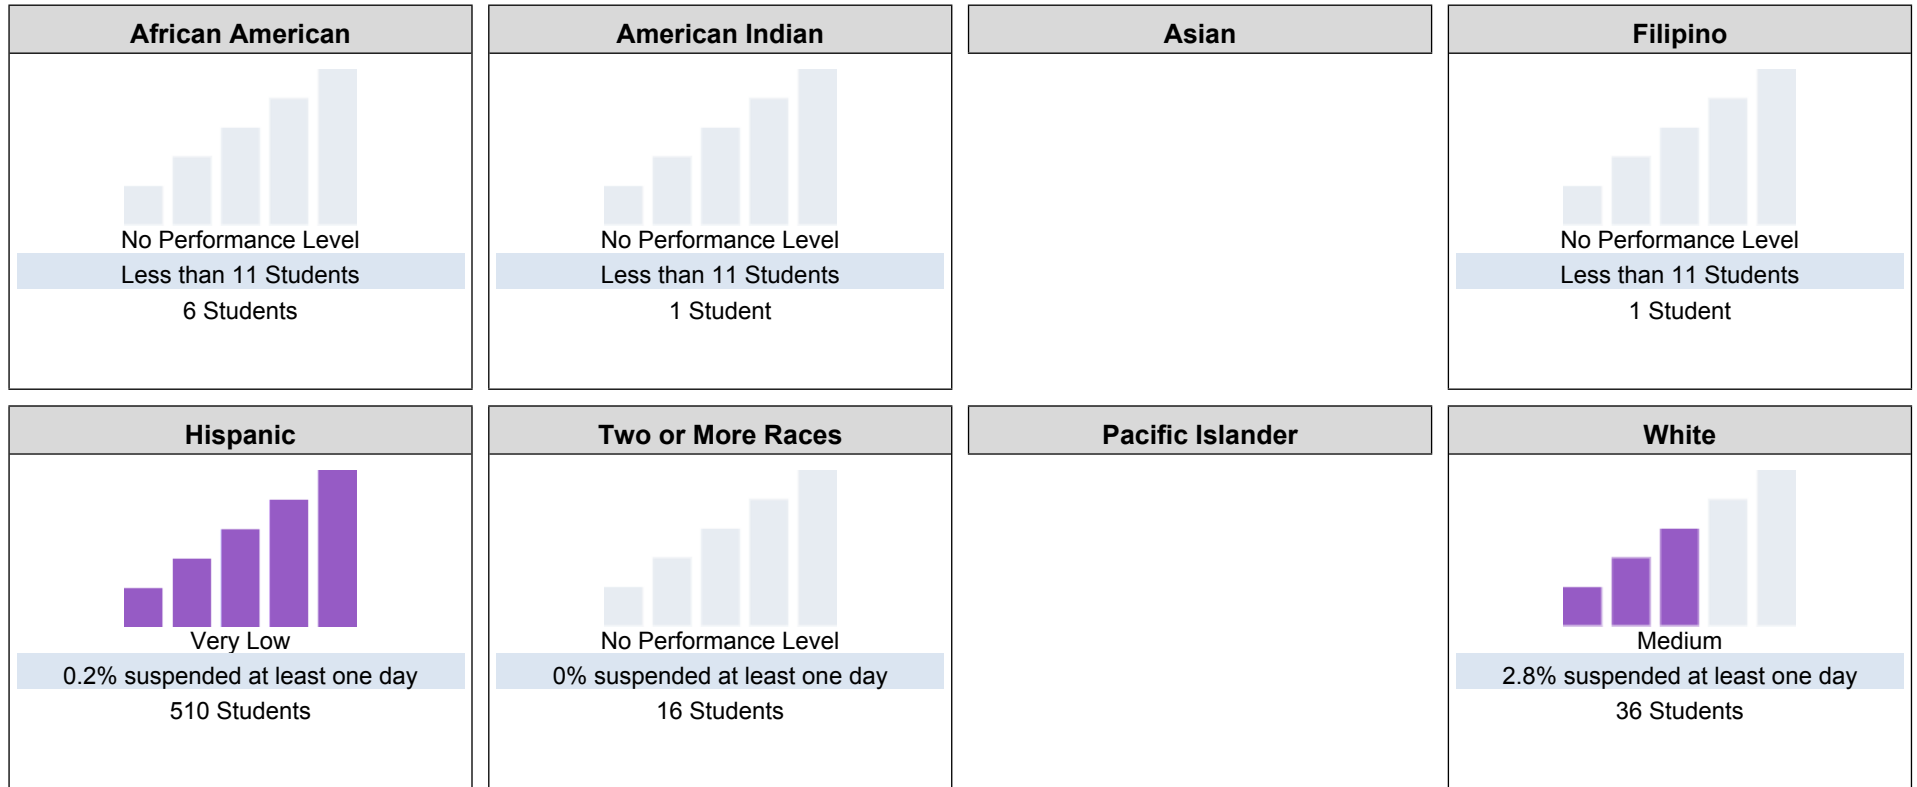 African American
No Performance Level
Less than 11 Students
6 Students
American Indian
No Performance Level
Less than 11 Students
1 Student
Asian
Filipino
No Performance Level
Less than 11 Students
1 Student
Hispanic
Very Low
0.2% suspended at least one day
510 Students
Two or More Races
No Performance Level
0% suspended at least one day
16 Students
Pacific Islander
White
Medium
2.8% suspended at least one day
36 Students